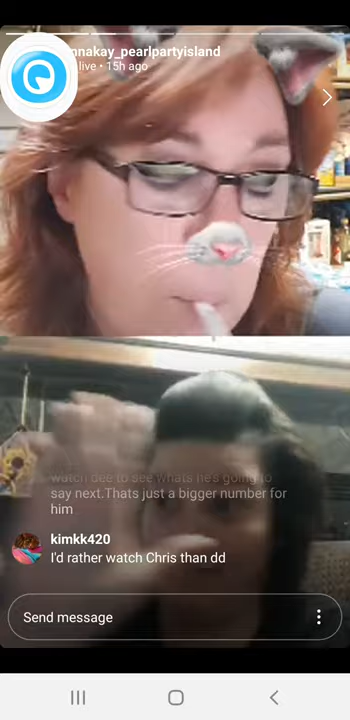 nnakay_pearlpartyisland
live • 15h ago
watch dee to see whats he's going to
say next.Thats just a bigger number for
him
kimkk420
I'd rather watch Chris than dd
Send message